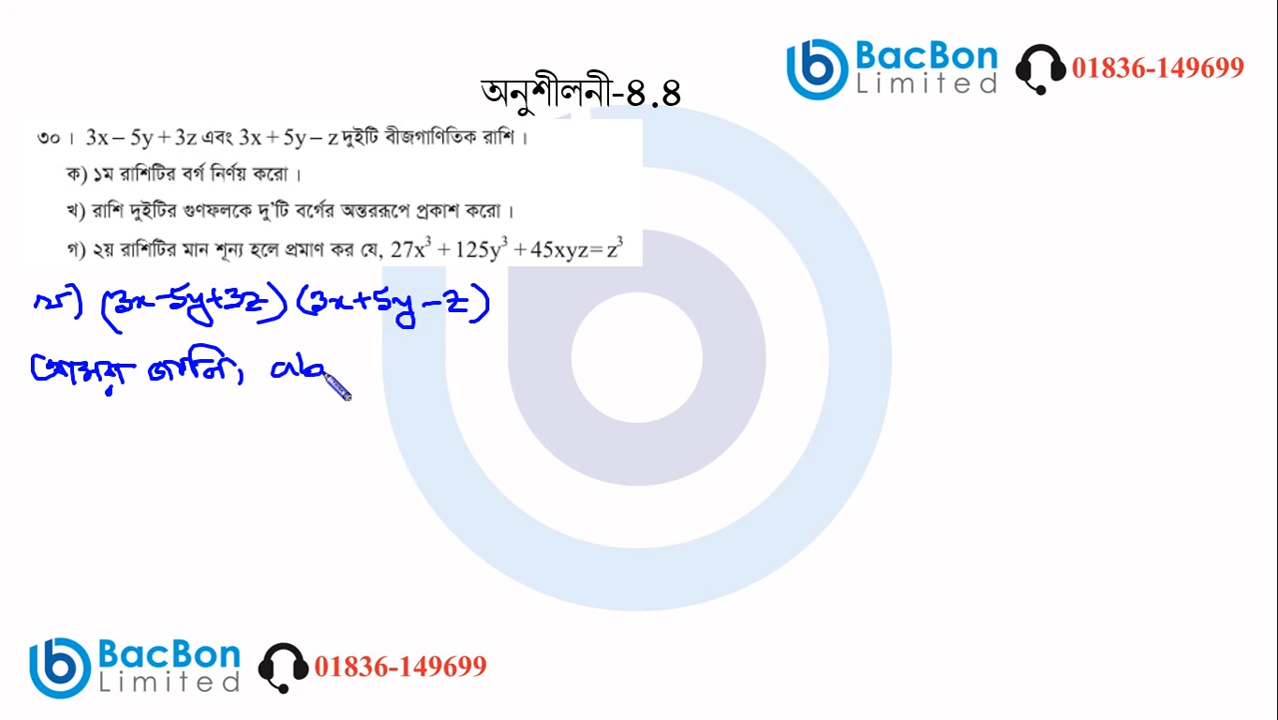 BacBon
Limited
01836-149699
অনুশীলনী-৪.৪
৩০। 3x – 5y + 3z এবং 3x + 5y – z দুইটি বীজগাণিতিক রাশি।
ক) ১ম রাশিটির বর্গ নির্ণয় করো।
খ) রাশি দুইটির গুণফলকে দু'টি বর্গের অন্তররূপে প্রকাশ করো।
গ) ২য় রাশিটির মান শূন্য হলে প্রমাণ কর যে, 27x³ + 125y³ + 45xyz = z³
খ) (3x-5y+3z) (3x+5y-z)
আমরা জানি, ab
BacBon
Limited
01836-149699